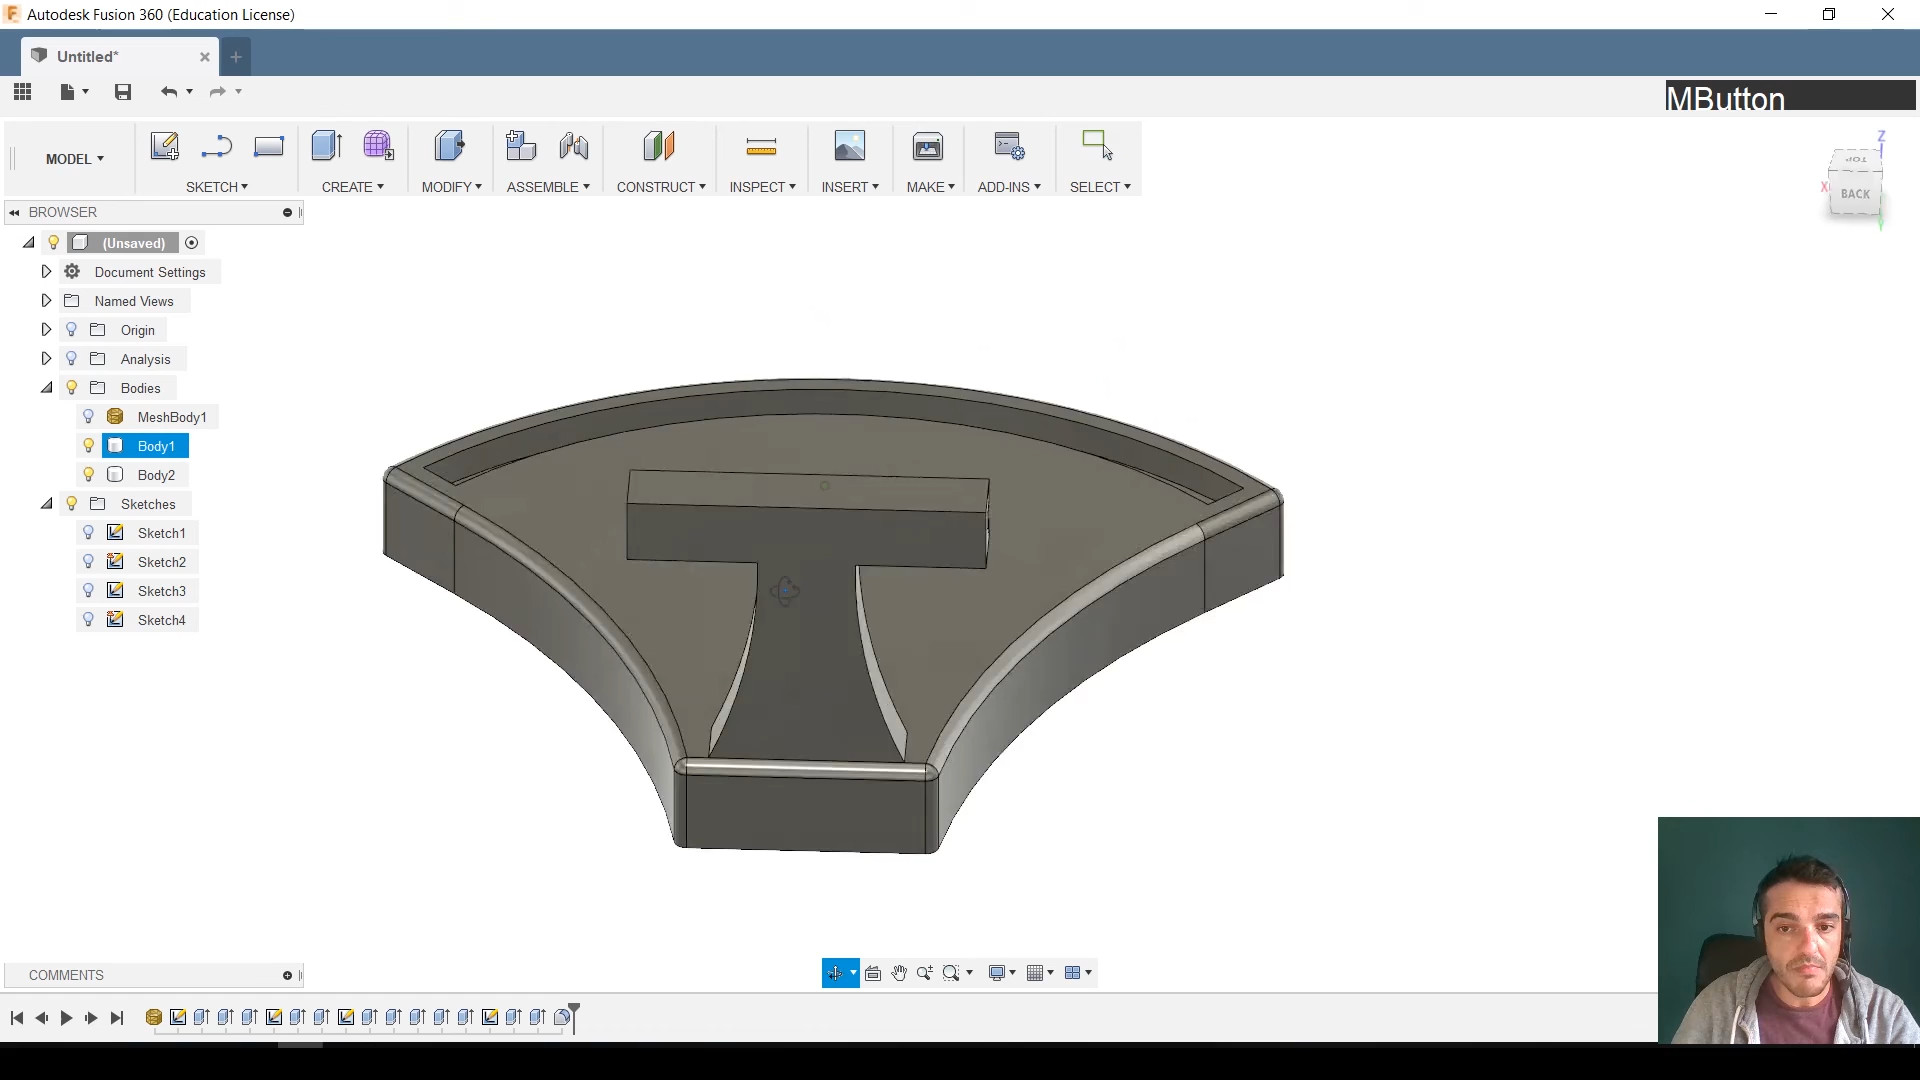 Autodesk Fusion 360 (Education License)
Untitled*
MButton
MODEL
SKETCH
CREATE
MODIFY
ASSEMBLE
CONSTRUCT
INSPECT
INSERT
MAKE
ADD-INS
SELECT
Z
TOP
X
BACK
Y
BROWSER
(Unsaved)
Document Settings
Named Views
Origin
Analysis
Bodies
MeshBody1
Body1
Body2
Sketches
Sketch1
Sketch2
Sketch3
Sketch4
COMMENTS